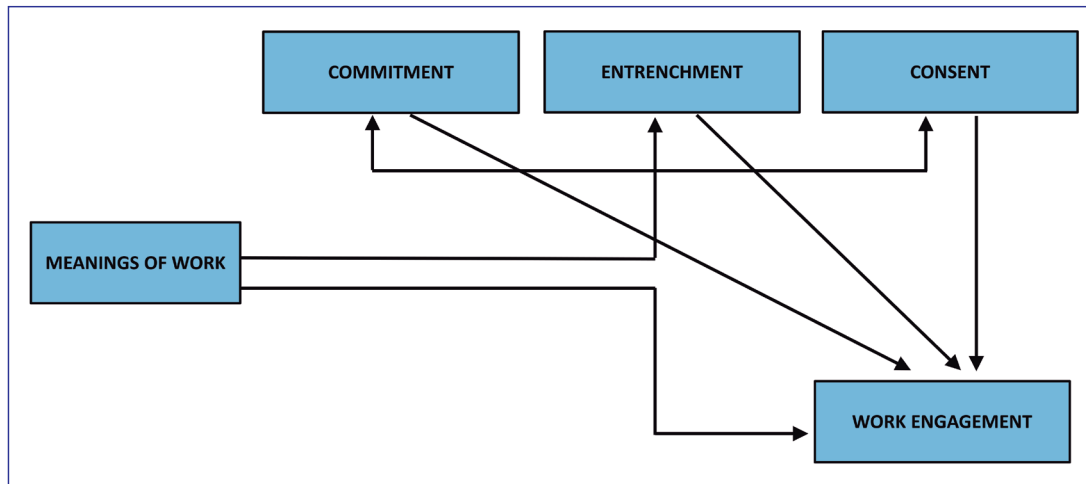 COMMITMENT
ENTRENCHMENT
CONSENT
MEANINGS OF WORK
WORK ENGAGEMENT